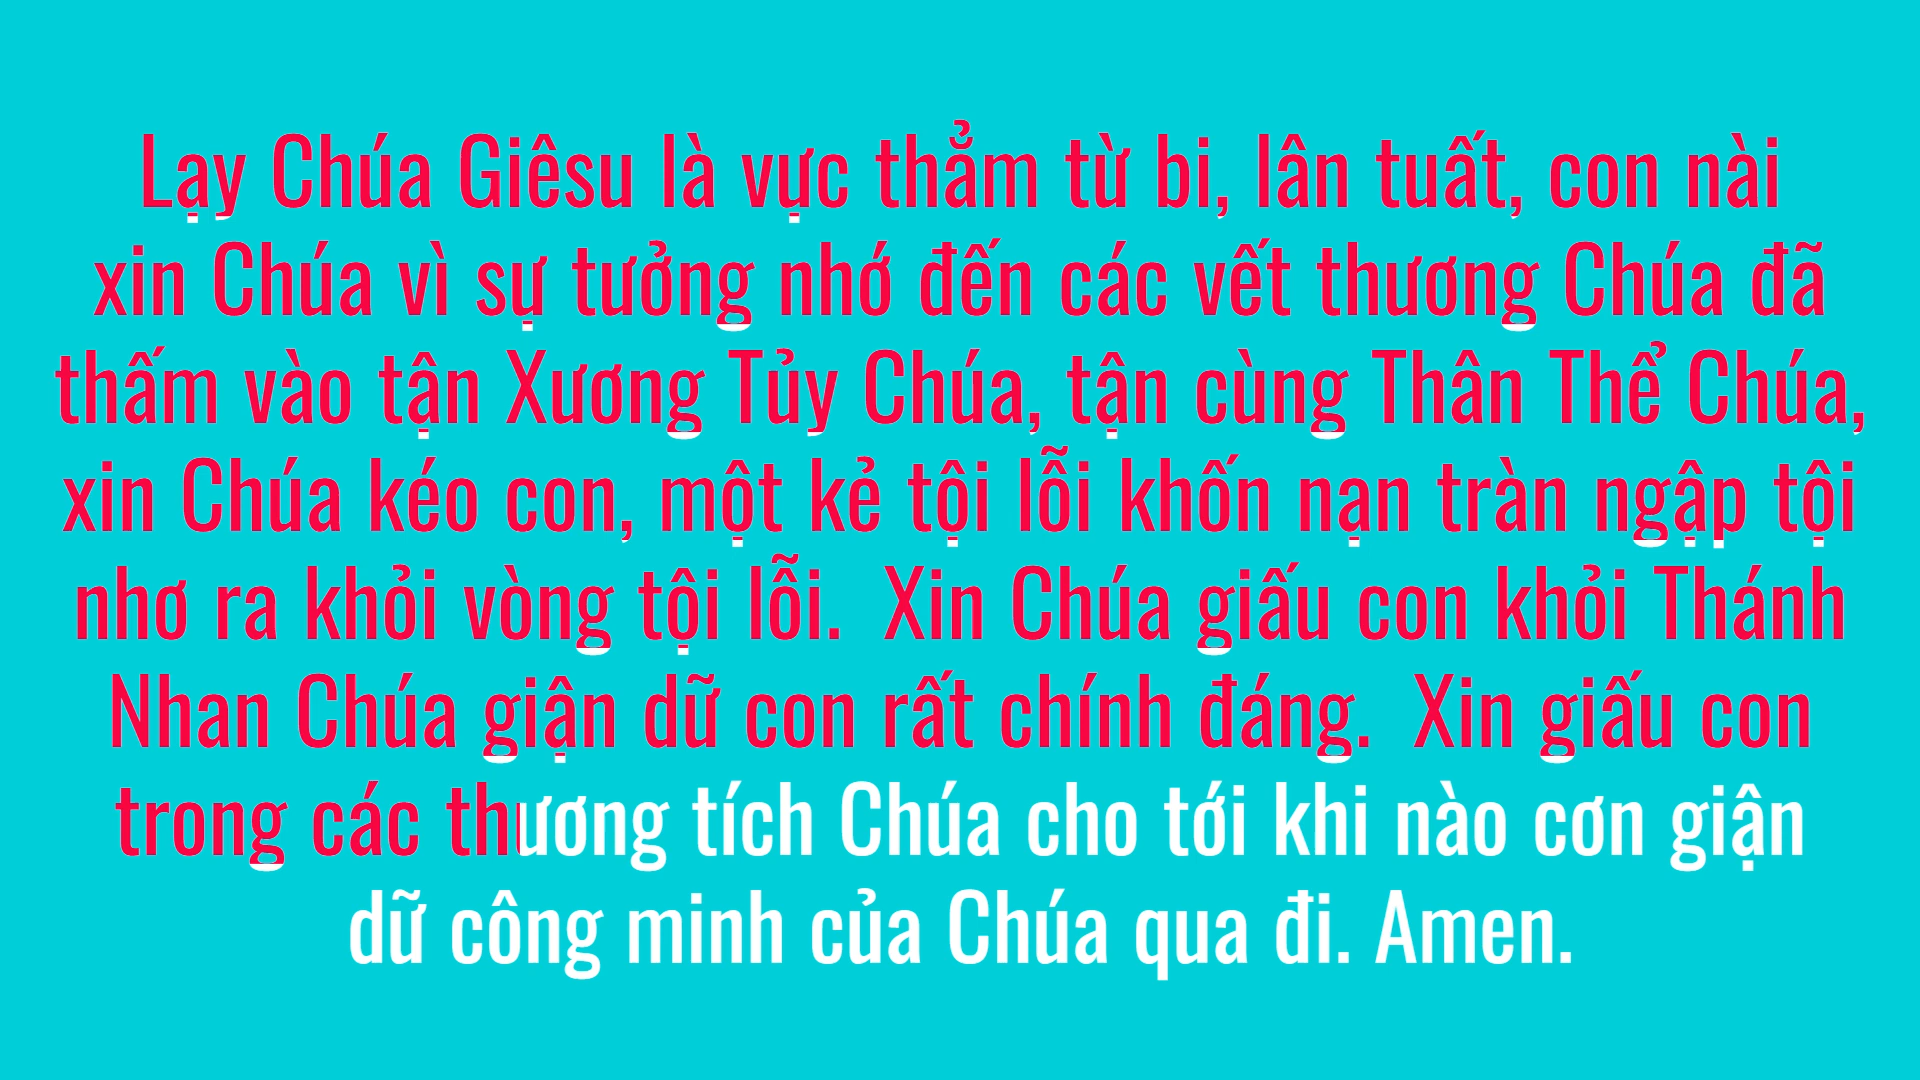 Lạy Chúa Giêsu là vực thẳm từ bi, lân tuất, con nài
xin Chúa vì sự tưởng nhớ đến các vết thương Chúa đã
thấm vào tận Xương Tủy Chúa, tận cùng Thân Thể Chúa,
xin Chúa kéo con, một kẻ tội lỗi khốn nạn tràn ngập tội
nhơ ra khỏi vòng tội lỗi.  Xin Chúa giấu con khỏi Thánh
Nhan Chúa giận dữ con rất chính đáng.  Xin giấu con
trong các thương tích Chúa cho tới khi nào cơn giận
dữ công minh của Chúa qua đi. Amen.